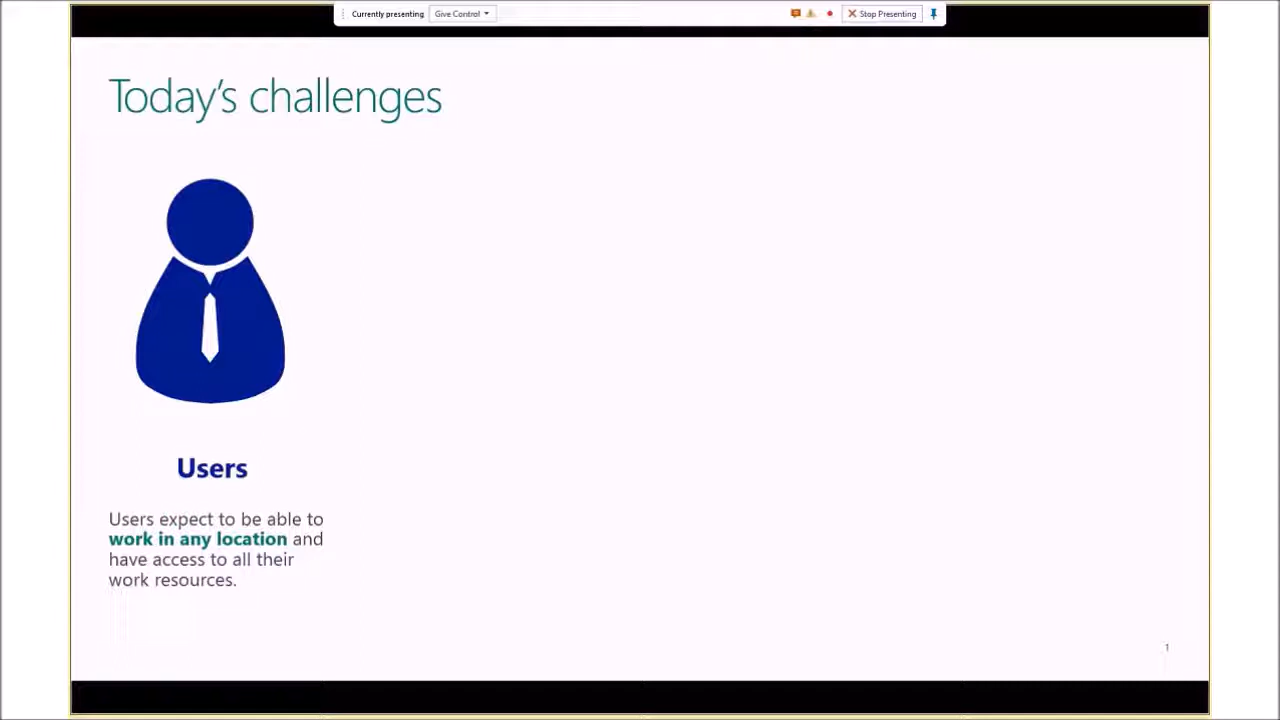 Currently presenting Give Control Stop Presenting
Today's challenges
Users
Users expect to be able to
work in any location and
have access to all their
work resources.
1